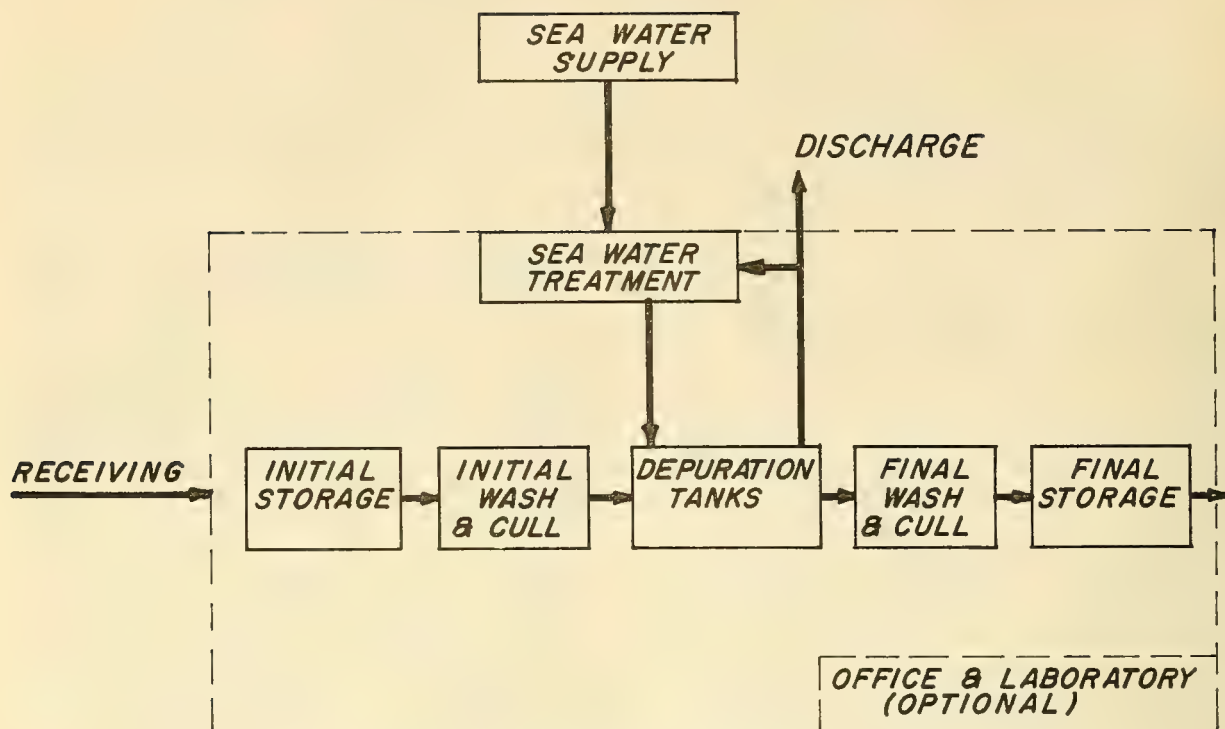 SEA WATER
SUPPLY
DISCHARGE
SEA WATER
TREATMENT
RECEIVING
INITIAL
STORAGE
INITIAL
WASH
& CULL
DEPURATION
TANKS
FINAL
WASH
& CULL
FINAL
STORAGE
OFFICE & LABORATORY
(OPTIONAL)